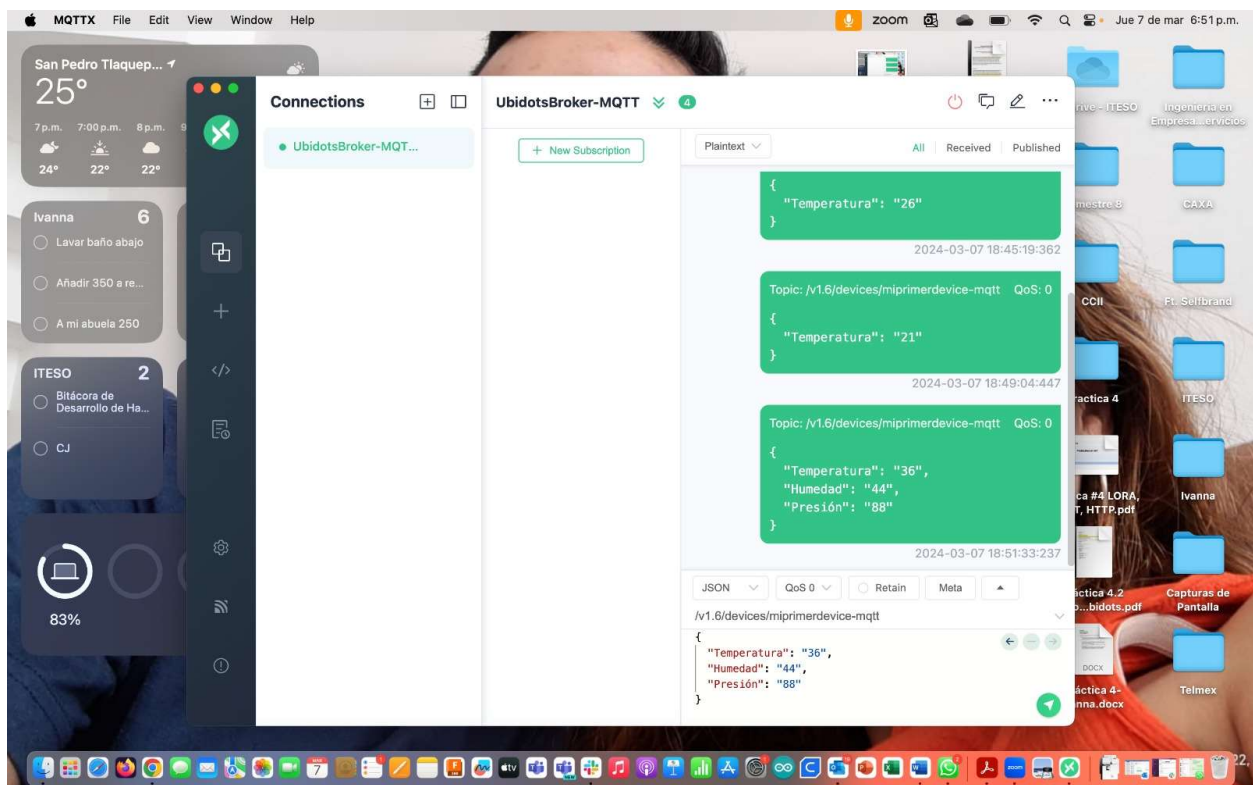 MQTTX File Edit View Window Help
zoom
Jue 7 de mar 6:51 p.m.
San Pedro Tlaquep...
25°
7 p.m. 7:00 p.m. 8 p.m. 9
24° 22° 22°
Ivanna 6
Lavar baño abajo
Añadir 350 a re...
A mi abuela 250
ITESO 2
Bitácora de
Desarrollo de Ha...
CJ
83%
Connections
UbidotsBroker-MQT...
UbidotsBroker-MQTT 4
+ New Subscription
Plaintext
All Received Published
{
"Temperatura": "26"
}
2024-03-07 18:45:19:362
Topic: /v1.6/devices/miprimerdevice-mqtt QoS: 0
{
"Temperatura": "21"
}
2024-03-07 18:49:04:447
Topic: /v1.6/devices/miprimerdevice-mqtt QoS: 0
{
"Temperatura": "36",
"Humedad": "44",
"Presión": "88"
}
2024-03-07 18:51:33:237
JSON QoS 0 Retain Meta
/v1.6/devices/miprimerdevice-mqtt
{
"Temperatura": "36",
"Humedad": "44",
"Presión": "88"
}
rive - ITESO
Ingeniería en
Empresa...ervicios
mestre 8
CAXA
CCII
Ft. Selfbrand
ractica 4
ITESO
ca #4 LORA,
T, HTTP.pdf
Ivanna
áctica 4.2
o...bidots.pdf
Capturas de
Pantalla
DOCX
áctica 4-
nna.docx
Telmex
22,